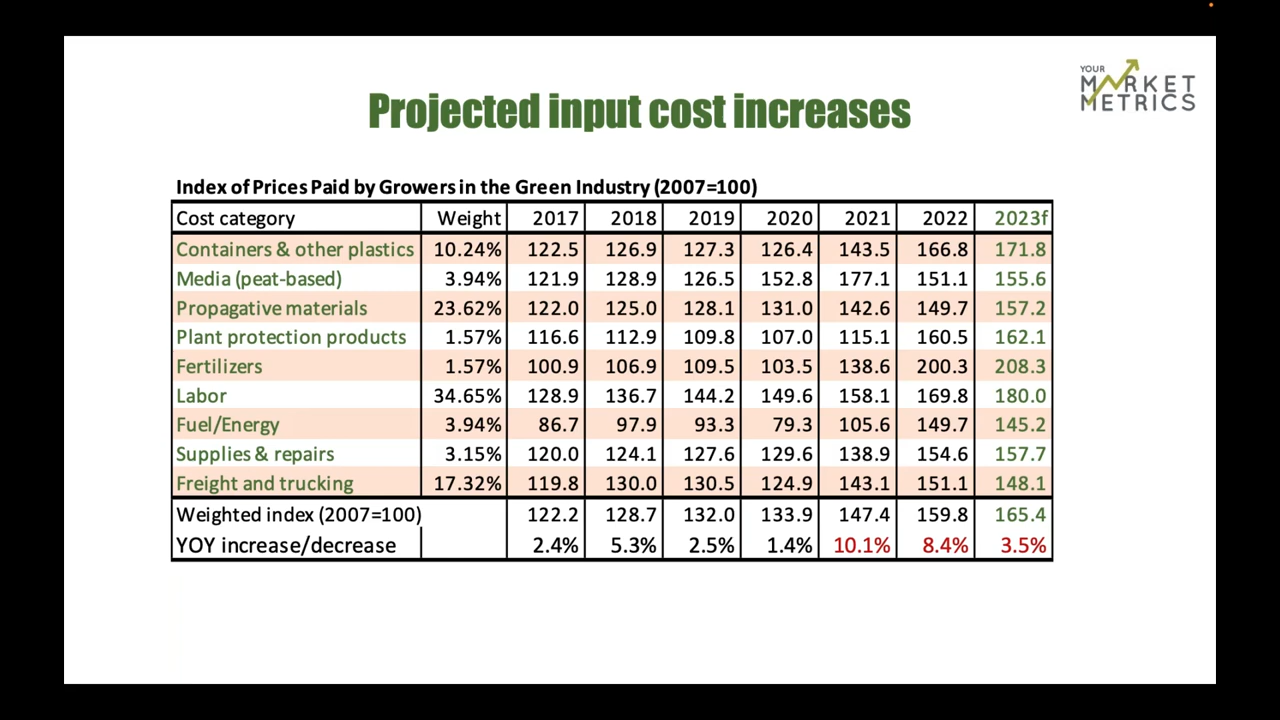 YOUR
MARKET
METRICS
Projected input cost increases
Index of Prices Paid by Growers in the Green Industry (2007=100)
Cost category Weight 2017 2018 2019 2020 2021 2022 2023f
Containers & other plastics 10.24% 122.5 126.9 127.3 126.4 143.5 166.8 171.8
Media (peat-based) 3.94% 121.9 128.9 126.5 152.8 177.1 151.1 155.6
Propagative materials 23.62% 122.0 125.0 128.1 131.0 142.6 149.7 157.2
Plant protection products 1.57% 116.6 112.9 109.8 107.0 115.1 160.5 162.1
Fertilizers 1.57% 100.9 106.9 109.5 103.5 138.6 200.3 208.3
Labor 34.65% 128.9 136.7 144.2 149.6 158.1 169.8 180.0
Fuel/Energy 3.94% 86.7 97.9 93.3 79.3 105.6 149.7 145.2
Supplies & repairs 3.15% 120.0 124.1 127.6 129.6 138.9 154.6 157.7
Freight and trucking 17.32% 119.8 130.0 130.5 124.9 143.1 151.1 148.1
Weighted index (2007=100) 122.2 128.7 132.0 133.9 147.4 159.8 165.4
YOY increase/decrease 2.4% 5.3% 2.5% 1.4% 10.1% 8.4% 3.5%